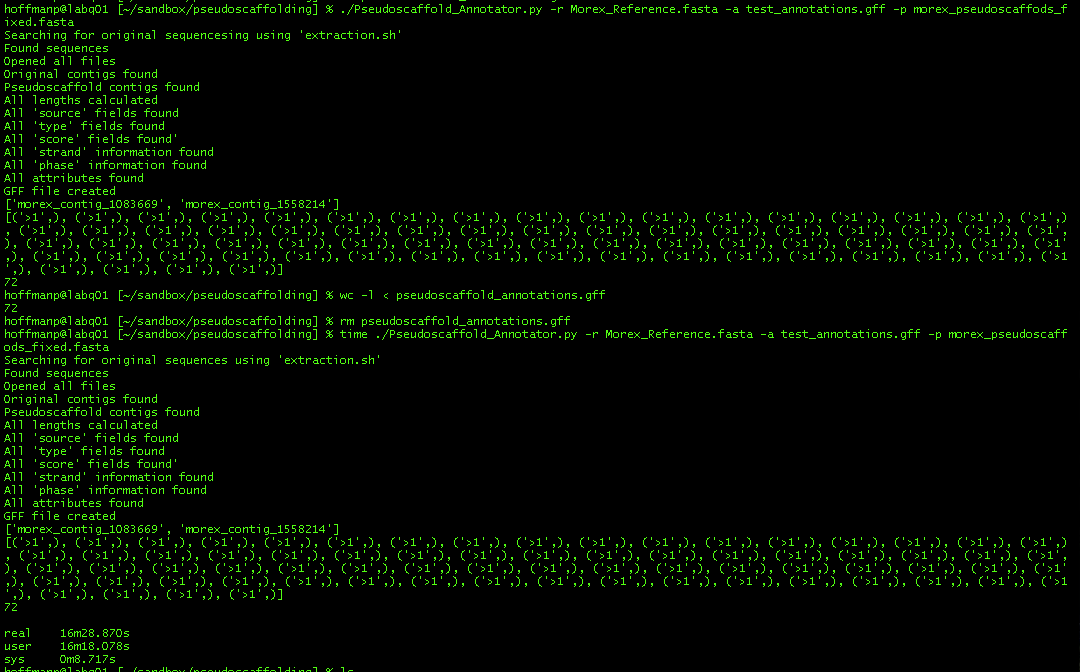 hoffmanp@labq01 [~/sandbox/pseudoscaffolding] % ./Pseudoscaffold_Annotator.py -r Morex_Reference.fasta -a test_annotations.gff -p morex_pseudoscaffods_f
ixed.fasta
Searching for original sequencesing using 'extraction.sh'
Found sequences
Opened all files
Original contigs found
Pseudoscaffold contigs found
All lengths calculated
All 'source' fields found
All 'type' fields found
All 'score' fields found'
All 'strand' information found
All 'phase' information found
All attributes found
GFF file created
['morex_contig_1083669', 'morex_contig_1558214']
[('>1',), ('>1',), ('>1',), ('>1',), ('>1',), ('>1',), ('>1',), ('>1',), ('>1',), ('>1',), ('>1',), ('>1',), ('>1',), ('>1',), ('>1',), ('>1',), ('>1',)
, ('>1',), ('>1',), ('>1',), ('>1',), ('>1',), ('>1',), ('>1',), ('>1',), ('>1',), ('>1',), ('>1',), ('>1',), ('>1',), ('>1',), ('>1',), ('>1',), ('>1',
), ('>1',), ('>1',), ('>1',), ('>1',), ('>1',), ('>1',), ('>1',), ('>1',), ('>1',), ('>1',), ('>1',), ('>1',), ('>1',), ('>1',), ('>1',), ('>1',), ('>1'
,), ('>1',), ('>1',), ('>1',), ('>1',), ('>1',), ('>1',), ('>1',), ('>1',), ('>1',), ('>1',), ('>1',), ('>1',), ('>1',), ('>1',), ('>1',), ('>1',), ('>1
',), ('>1',), ('>1',), ('>1',), ('>1',)]
72
hoffmanp@labq01 [~/sandbox/pseudoscaffolding] % wc -l < pseudoscaffold_annotations.gff
72
hoffmanp@labq01 [~/sandbox/pseudoscaffolding] % rm pseudoscaffold_annotations.gff
hoffmanp@labq01 [~/sandbox/pseudoscaffolding] % time ./Pseudoscaffold_Annotator.py -r Morex_Reference.fasta -a test_annotations.gff -p morex_pseudoscaff
ods_fixed.fasta
Searching for original sequences using 'extraction.sh'
Found sequences
Opened all files
Original contigs found
Pseudoscaffold contigs found
All lengths calculated
All 'source' fields found
All 'type' fields found
All 'score' fields found'
All 'strand' information found
All 'phase' information found
All attributes found
GFF file created
['morex_contig_1083669', 'morex_contig_1558214']
[('>1',), ('>1',), ('>1',), ('>1',), ('>1',), ('>1',), ('>1',), ('>1',), ('>1',), ('>1',), ('>1',), ('>1',), ('>1',), ('>1',), ('>1',), ('>1',), ('>1',)
, ('>1',), ('>1',), ('>1',), ('>1',), ('>1',), ('>1',), ('>1',), ('>1',), ('>1',), ('>1',), ('>1',), ('>1',), ('>1',), ('>1',), ('>1',), ('>1',), ('>1',
), ('>1',), ('>1',), ('>1',), ('>1',), ('>1',), ('>1',), ('>1',), ('>1',), ('>1',), ('>1',), ('>1',), ('>1',), ('>1',), ('>1',), ('>1',), ('>1',), ('>1'
,), ('>1',), ('>1',), ('>1',), ('>1',), ('>1',), ('>1',), ('>1',), ('>1',), ('>1',), ('>1',), ('>1',), ('>1',), ('>1',), ('>1',), ('>1',), ('>1',), ('>1
',), ('>1',), ('>1',), ('>1',), ('>1',)]
72
real    16m28.870s
user    16m18.078s
sys     0m8.717s
hoffmanp@labq01 [~/sandbox/pseudoscaffolding] % ls